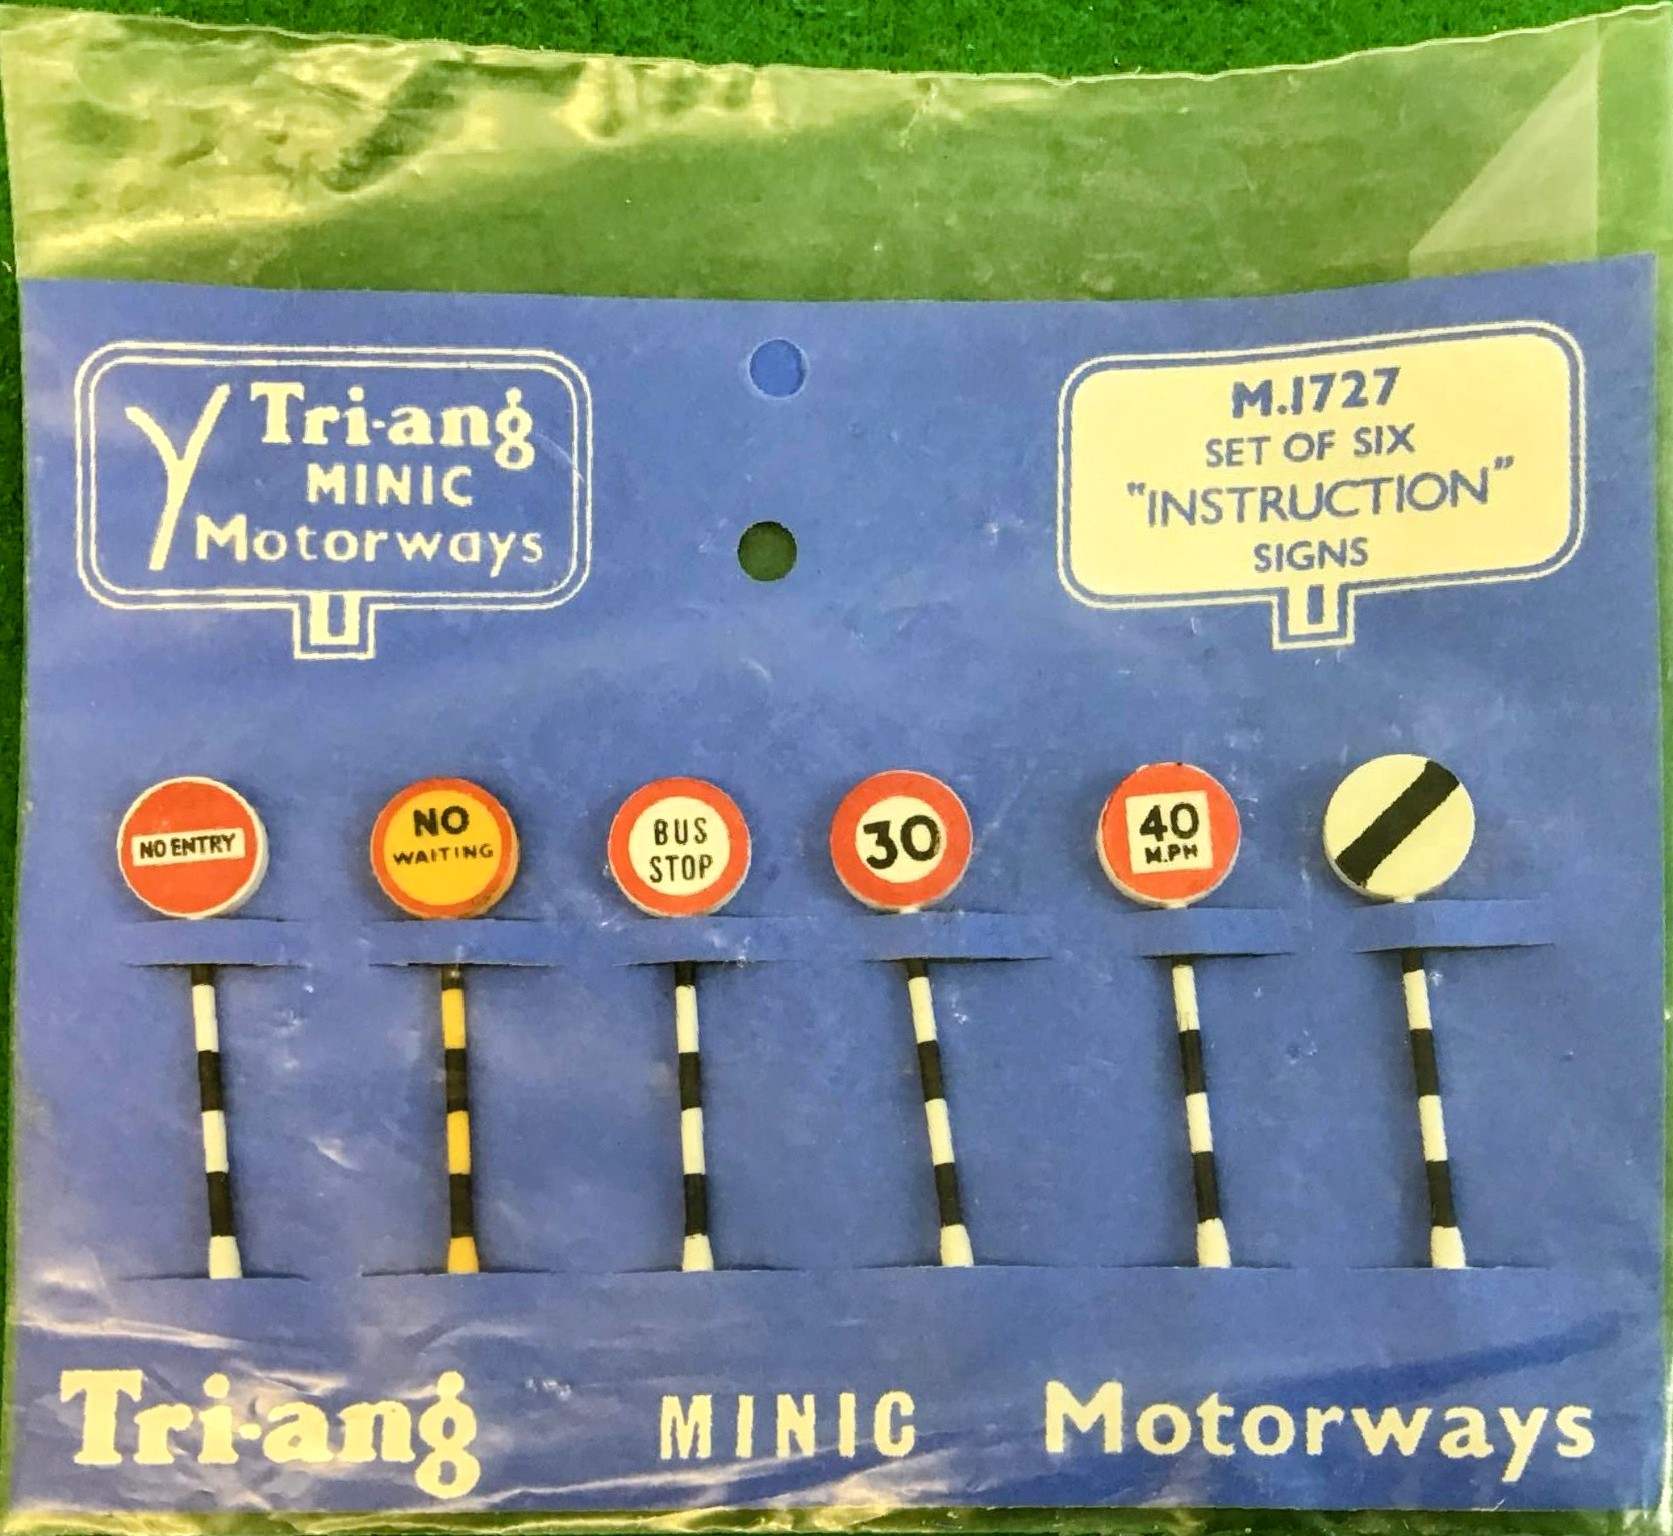 Tri-ang
MINIC
Motorways
M.1727
SET OF SIX
"INSTRUCTION"
SIGNS
NO ENTRY
NO
WAITING
BUS
STOP
30
40
M.P.H
Tri-ang MINIC Motorways